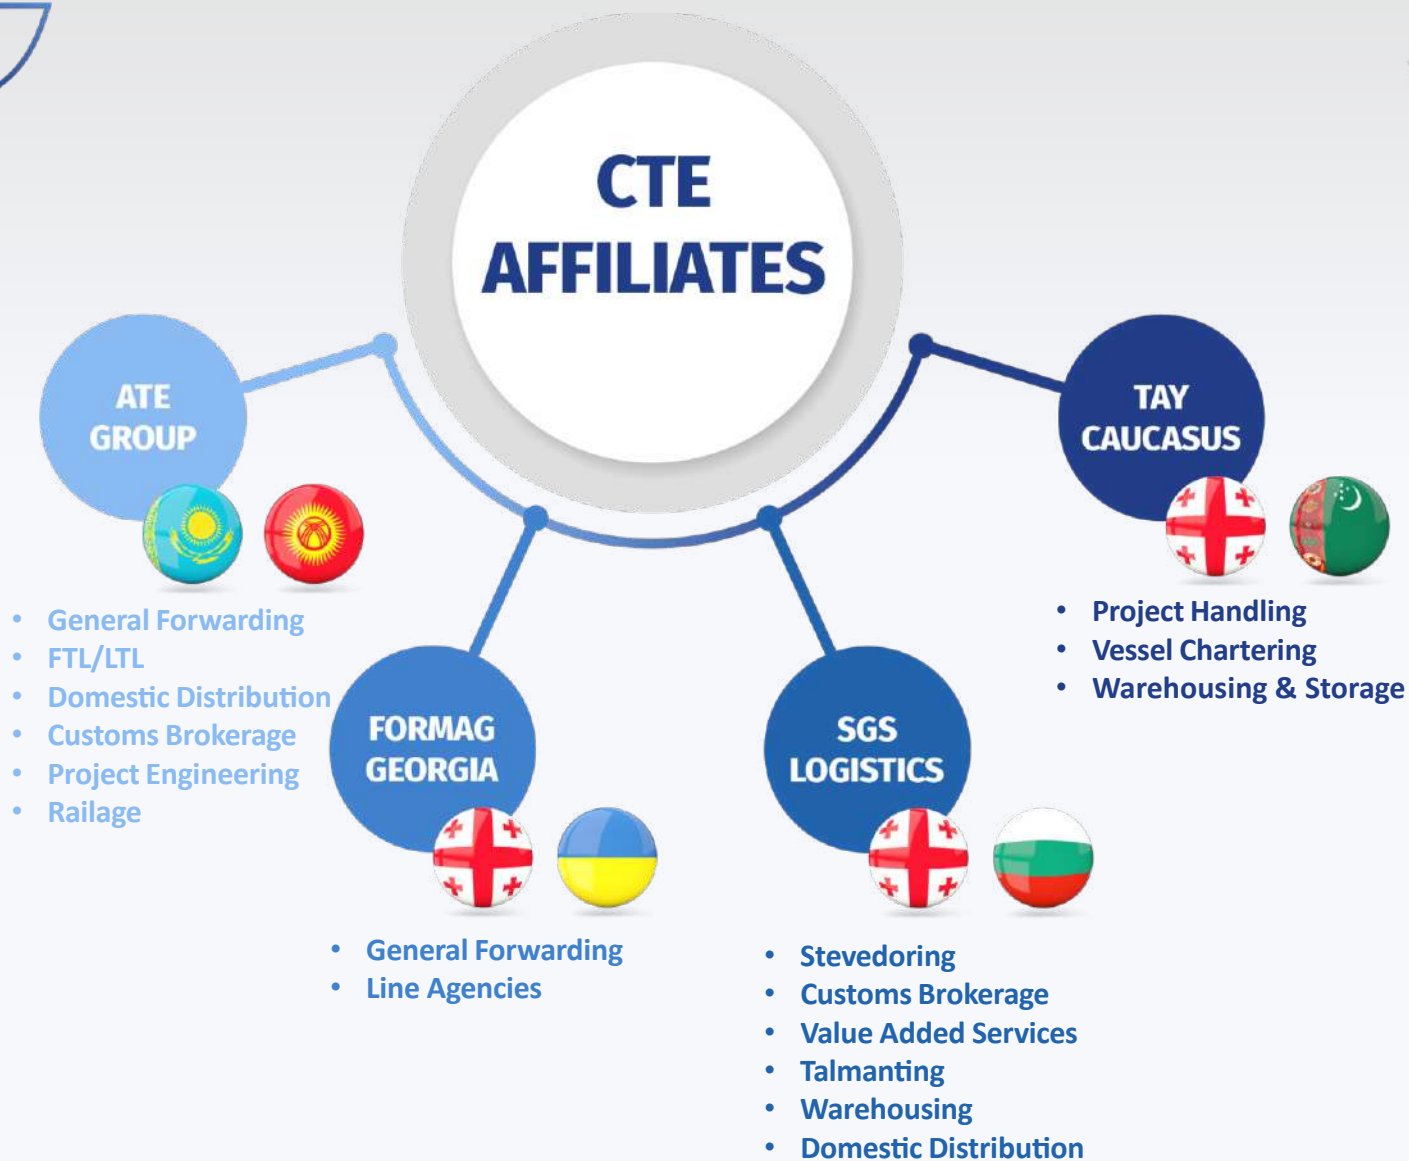 CTE
AFFILIATES
ATE
GROUP
• General Forwarding
• FTL/LTL
• Domestic Distribution
• Customs Brokerage
• Project Engineering
• Railage
FORMAG
GEORGIA
• General Forwarding
• Line Agencies
SGS
LOGISTICS
• Stevedoring
• Customs Brokerage
• Value Added Services
• Talmanting
• Warehousing
• Domestic Distribution
TAY
CAUCASUS
• Project Handling
• Vessel Chartering
• Warehousing & Storage